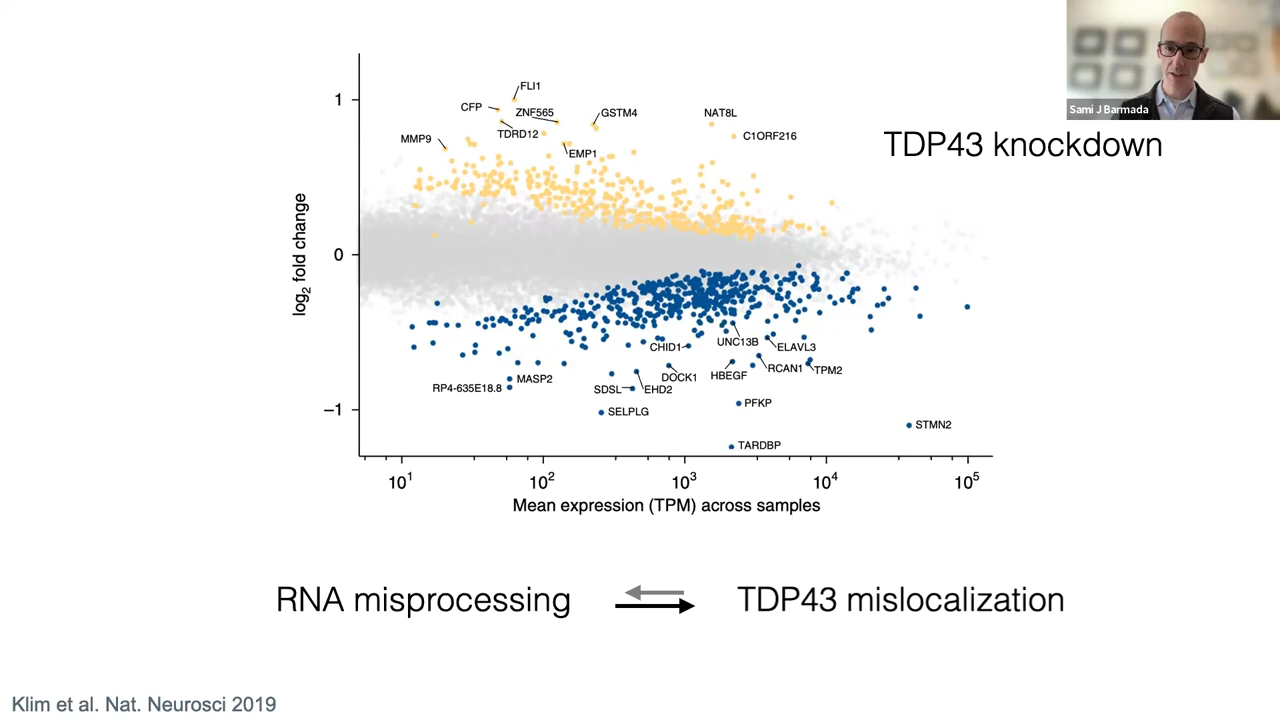 Sami J Barmada
TDP43 knockdown
log2 fold change
1
0
−1
FLI1
CFP
ZNF565
GSTM4
NAT8L
TDRD12
C1ORF216
MMP9
EMP1
UNC13B
CHID1
ELAVL3
RCAN1
TPM2
HBEGF
DOCK1
MASP2
RP4-635E18.8
SDSL
EHD2
PFKP
SELPLG
STMN2
TARDBP
10¹ 10² 10³ 10⁴ 10⁵
Mean expression (TPM) across samples
RNA misprocessing TDP43 mislocalization
Klim et al. Nat. Neurosci 2019